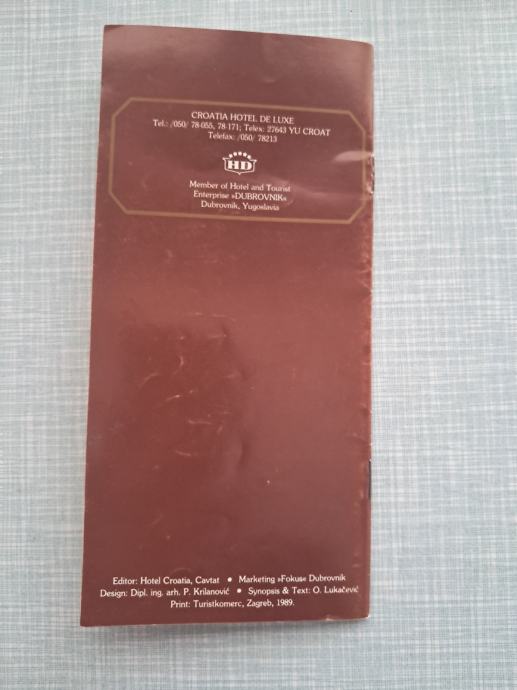 CROATIA HOTEL DE LUXE
Tel.: /050/ 78-055, 78-171; Telex: 27643 YU CROAT
Telefax: /050/ 78213
HD
Member of Hotel and Tourist
Enterprise »DUBROVNIK«
Dubrovnik, Yugoslavia
Editor: Hotel Croatia, Cavtat • Marketing »Fokus« Dubrovnik
Design: Dipl. ing. arh. P. Krilanović • Synopsis & Text: O. Lukačević
Print: Turistkomerc, Zagreb, 1989.